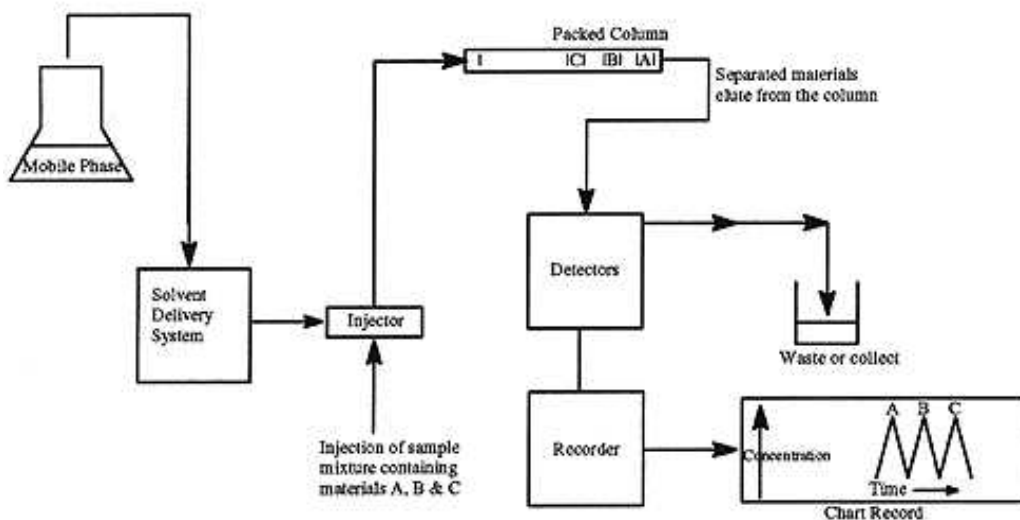 Packed Column
|C| |B| |A|
Separated materials
elute from the column
Mobile Phase
Solvent
Delivery
System
Injector
Detectors
Waste or collect
Injection of sample
mixture containing
materials A, B & C
Recorder
A B C
Concentration
Time
Chart Record